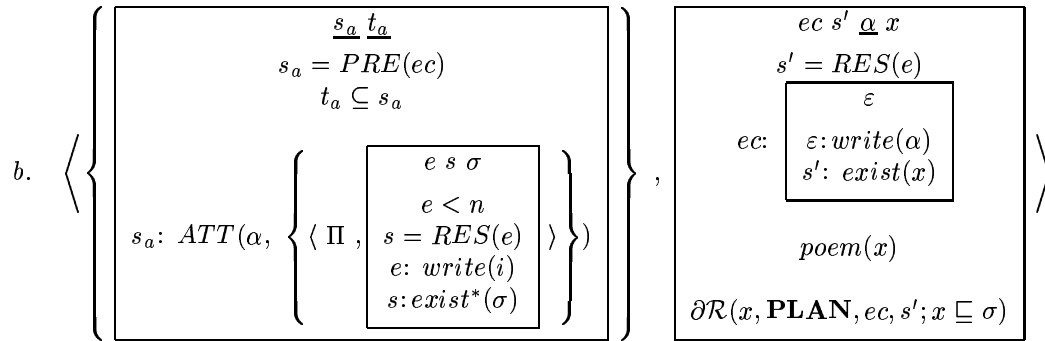 b. ⟨ { s_a t_a
s_a = PRE(ec)
t_a ⊆ s_a
s_a: ATT(α, { ⟨ Π , e s σ
e < n
s = RES(e)
e: write(i)
s: exist*(σ)
⟩ } ) } ,
ec s′ α x
s′ = RES(e)
ec: ε
ε: write(α)
s′: exist(x)
poem(x)
∂R(x, PLAN, ec, s′; x ⊑ σ) ⟩